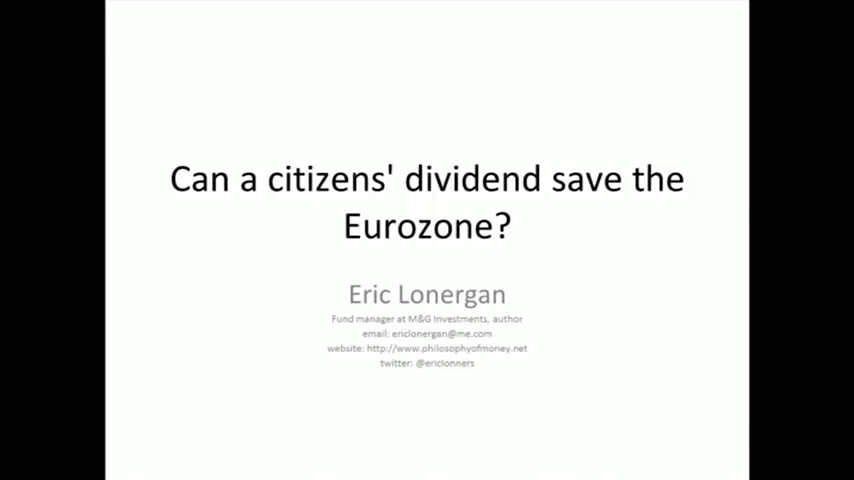 Can a citizens' dividend save the
Eurozone?
Eric Lonergan
Fund manager at M&G Investments, author
email: ericlonergan@me.com
website: http://www.philosophyofmoney.net
twitter: @ericlonners